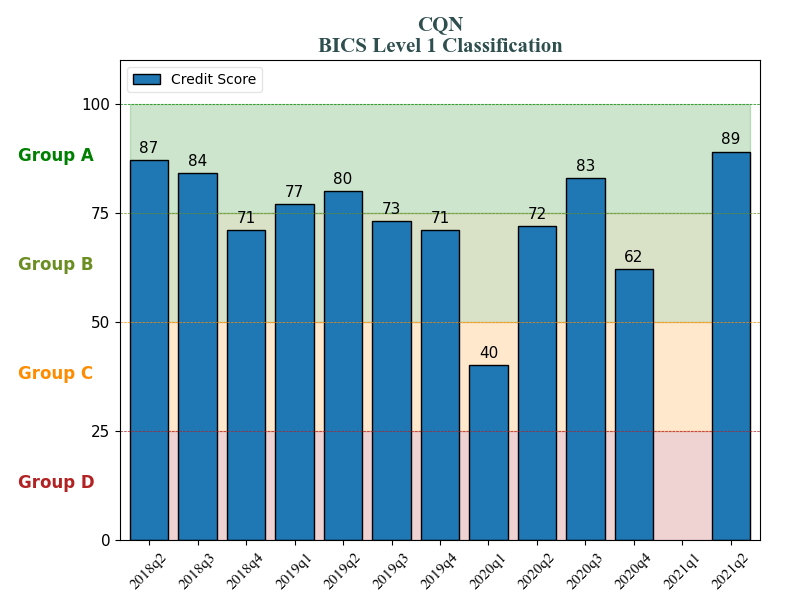 CQN
BICS Level 1 Classification
Credit Score
100
75
50
25
0
Group A
Group B
Group C
Group D
87
84
71
77
80
73
71
40
72
83
62
89
2018q2
2018q3
2018q4
2019q1
2019q2
2019q3
2019q4
2020q1
2020q2
2020q3
2020q4
2021q1
2021q2